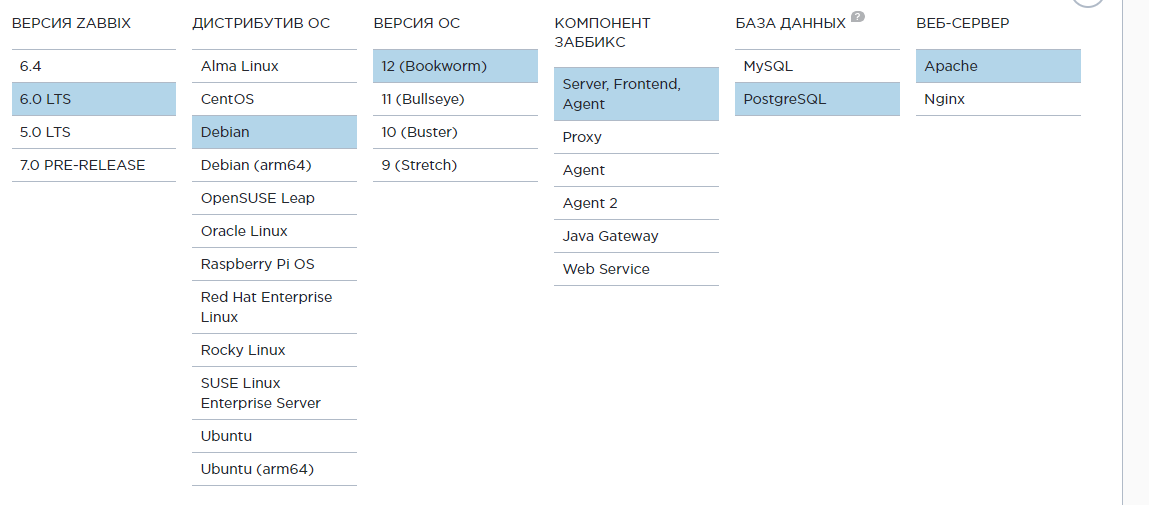 ВЕРСИЯ ZABBIX
6.4
6.0 LTS
5.0 LTS
7.0 PRE-RELEASE
ДИСТРИБУТИВ ОС
Alma Linux
CentOS
Debian
Debian (arm64)
OpenSUSE Leap
Oracle Linux
Raspberry Pi OS
Red Hat Enterprise
Linux
Rocky Linux
SUSE Linux
Enterprise Server
Ubuntu
Ubuntu (arm64)
ВЕРСИЯ ОС
12 (Bookworm)
11 (Bullseye)
10 (Buster)
9 (Stretch)
КОМПОНЕНТ
ЗАББИКС
Server, Frontend,
Agent
Proxy
Agent
Agent 2
Java Gateway
Web Service
БАЗА ДАННЫХ ?
MySQL
PostgreSQL
ВЕБ-СЕРВЕР
Apache
Nginx